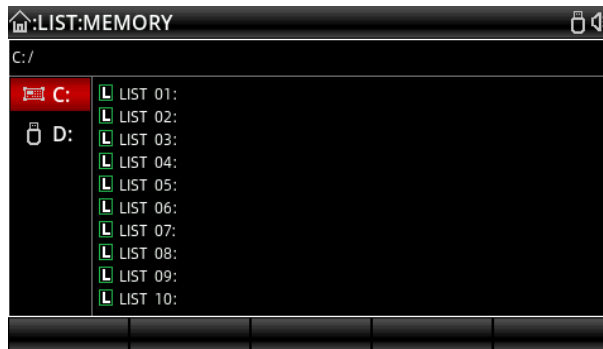 :LIST:MEMORY
C:/
C:
D:
L LIST 01:
L LIST 02:
L LIST 03:
L LIST 04:
L LIST 05:
L LIST 06:
L LIST 07:
L LIST 08:
L LIST 09:
L LIST 10: